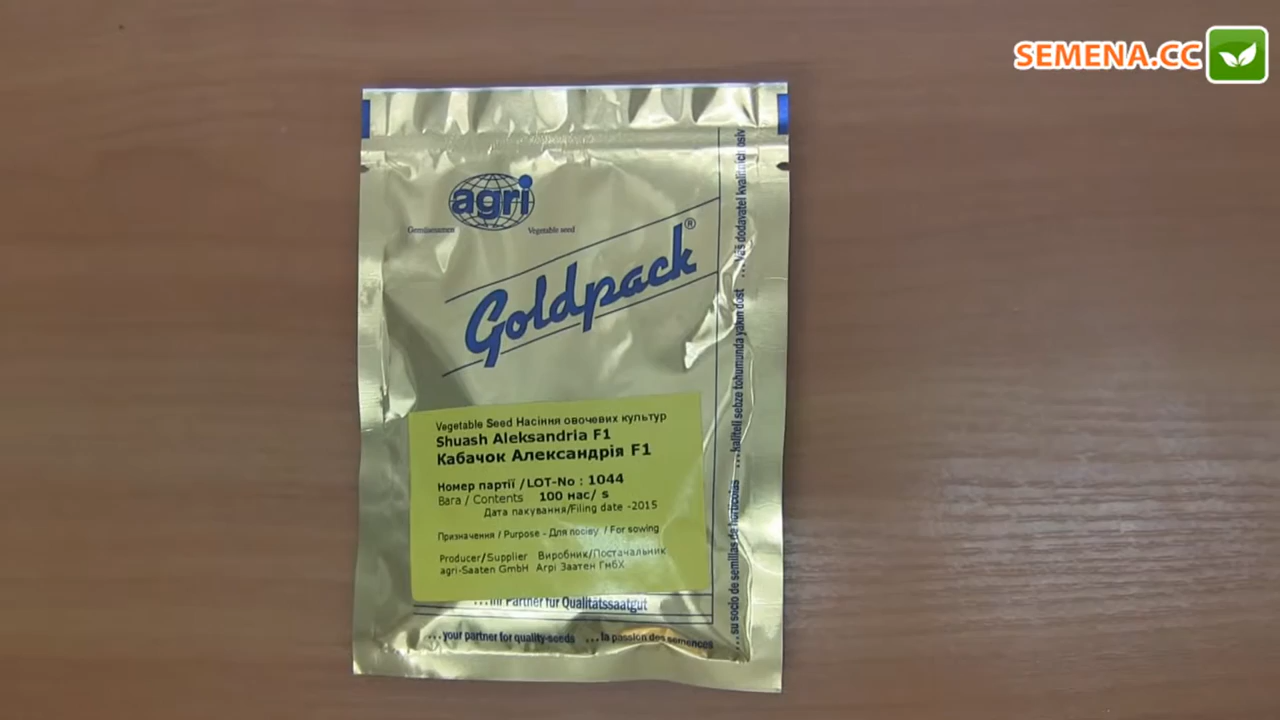 SEMENA.CC
agri
Gemüsesamen
Vegetable seed
Goldpack®
Vegetable Seed Насіння овочевих культур
Shuash Aleksandria F1
Кабачок Александрія F1
Номер партії /LOT-No : 1044
Вага / Contents 100 нас/ s
Дата пакування/Filing date -2015
Призначення / Purpose - Для посіву / For sowing
Producer/Supplier Виробник/Постачальник
agri-Saaten GmbH Агрі Заатен ГмбХ
...Ihr Partner für Qualitätssaatgut
...your partner for quality-seeds ...la passion des semences
...su socio de semillas de hortícolas ...kaliteli sebze tohumunda yakın dost ...Váš dodavatel kvalitních osiv